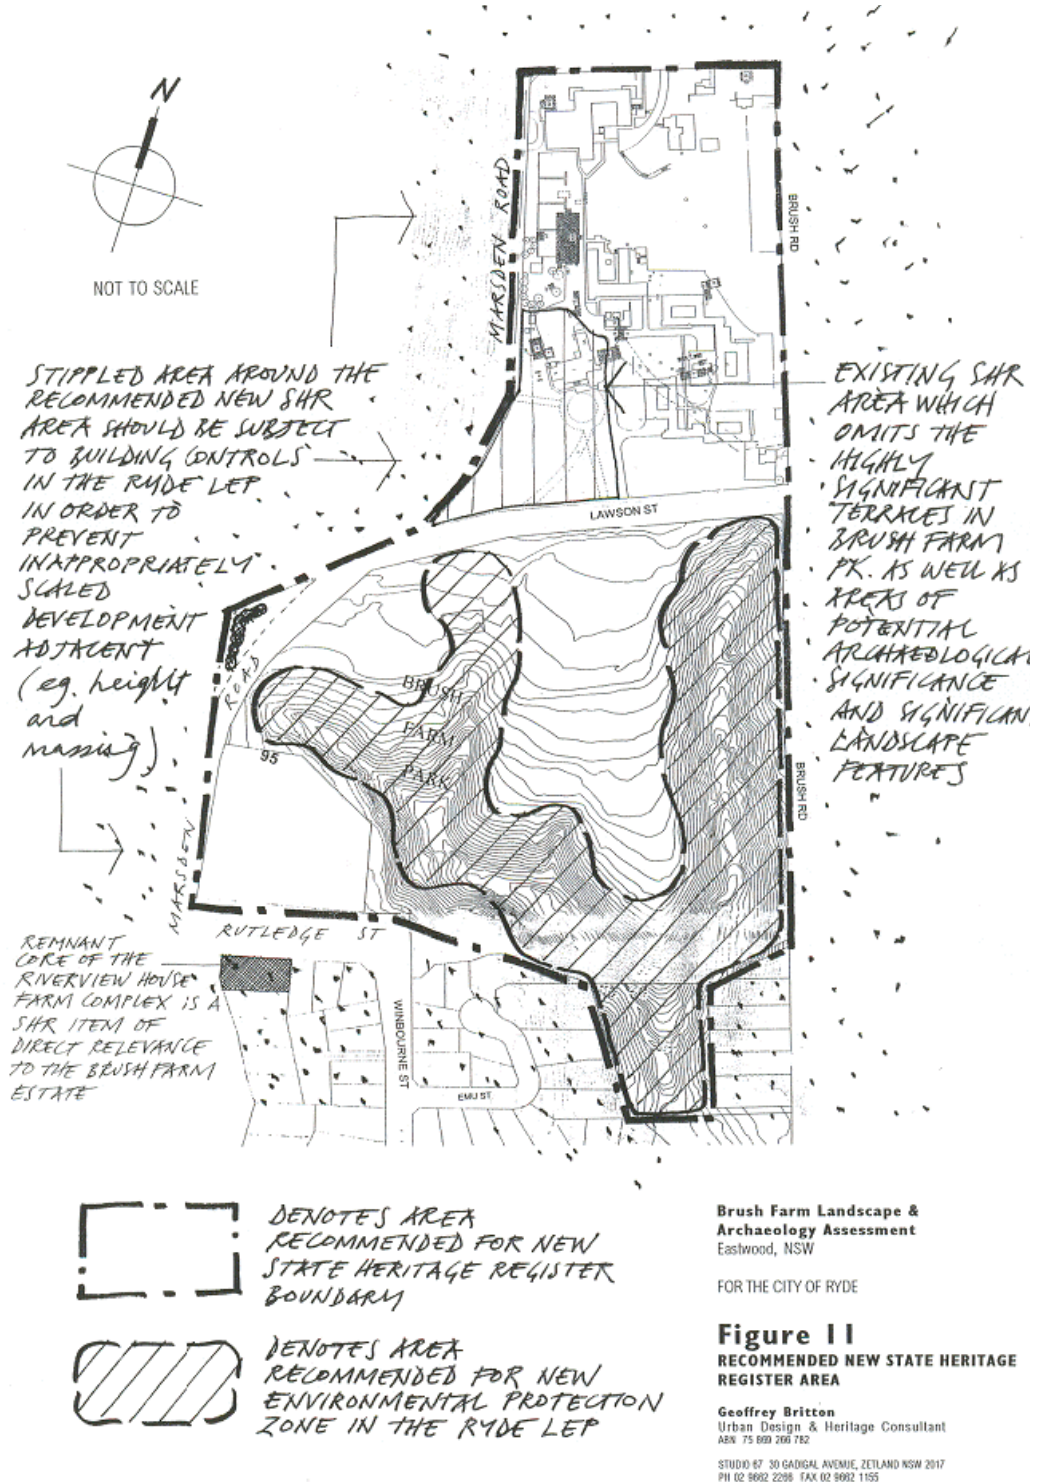 N
NOT TO SCALE
MARSDEN ROAD
BRUSH RD
STIPPLED AREA AROUND THE
RECOMMENDED NEW SHR
AREA SHOULD BE SUBJECT
TO BUILDING CONTROLS
IN THE RYDE LEP
IN ORDER TO
PREVENT
INAPPROPRIATELY
SCALED
DEVELOPMENT
ADJACENT
(eg. height
and
massing).
EXISTING SHR
AREA WHICH
OMITS THE
HIGHLY
SIGNIFICANT
TERRACES IN
BRUSH FARM
PK. AS WELL AS
AREAS OF
POTENTIAL
ARCHAEOLOGICAL
SIGNIFICANCE
AND SIGNIFICAN
LANDSCAPE
FEATURES
LAWSON ST
ROAD
BRUSH
FARM
PARK
95
BRUSH RD
MARSDEN
RUTLEDGE ST
REMNANT
CORE OF THE
RIVERVIEW HOUSE
FARM COMPLEX IS A
SHR ITEM OF
DIRECT RELEVANCE
TO THE BRUSH FARM
ESTATE
WINBOURNE ST
EMU ST
DENOTES AREA
RECOMMENDED FOR NEW
STATE HERITAGE REGISTER
BOUNDARY
DENOTES AREA
RECOMMENDED FOR NEW
ENVIRONMENTAL PROTECTION
ZONE IN THE RYDE LEP
Brush Farm Landscape &
Archaeology Assessment
Eastwood, NSW
FOR THE CITY OF RYDE
Figure 11
RECOMMENDED NEW STATE HERITAGE
REGISTER AREA
Geoffrey Britton
Urban Design & Heritage Consultant
ABN 75 869 266 782
STUDIO 67 30 GADIGAL AVENUE, ZETLAND NSW 2017
PH 02 9662 2266 FAX 02 9662 1155